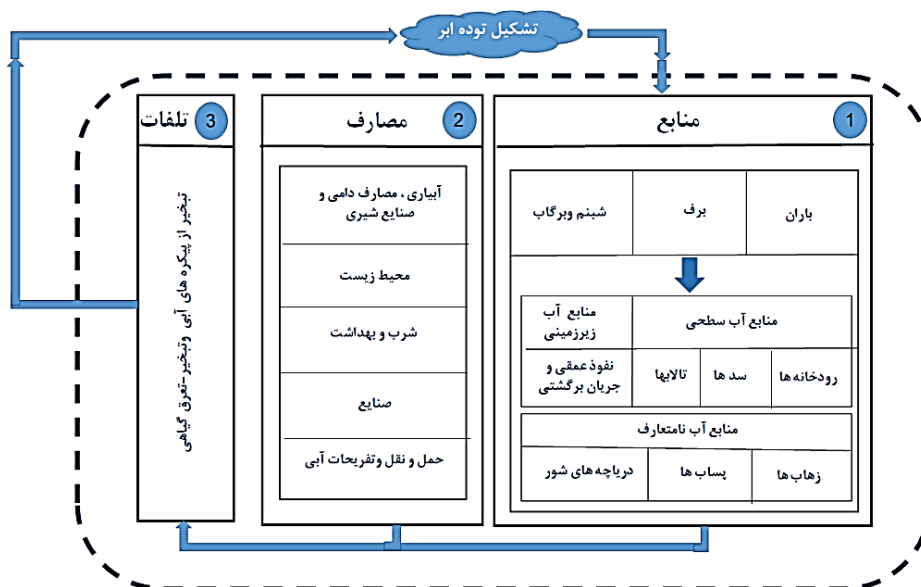 تشکیل توده ابر
1
منابع
باران
برف
شبنم وبرگاب
منابع آب سطحی
منابع آب
زیرزمینی
رودخانه‌ها
سد ها
تالابها
نفوذ عمقی و
جریان برگشتی
منابع آب نامتعارف
زهاب‌ها
پساب‌ها
دریاچه‌های شور
2
مصارف
آبیاری ، مصارف دامی و
صنایع شیری
محیط زیست
شرب و بهداشت
صنایع
حمل و نقل وتفریحات آبی
3
تلفات
تبخیر از پیکره های آبی وتبخیر-تعرق گیاهی